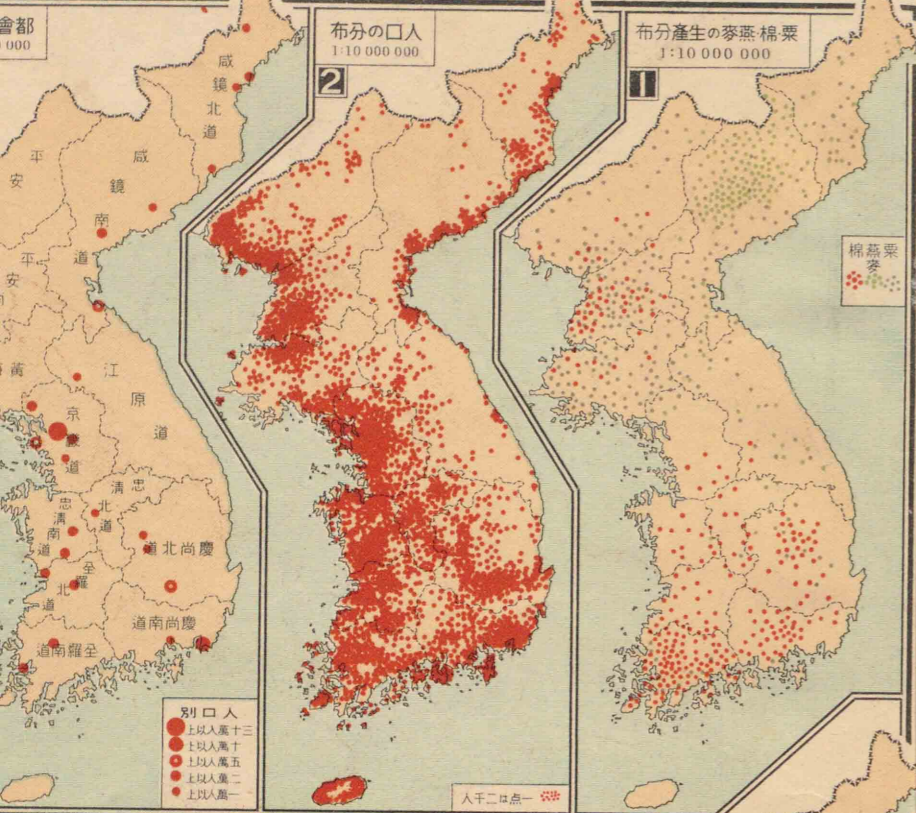 粟·棉·燕麥の生產分布
1:10 000 000
1
粟
燕麥
棉
人口の分布
1:10 000 000
2
一点は二千人
都會
000
咸鏡北道
平安
咸鏡南道
平安
黃
江原道
京畿道
忠清北道
忠清南道
慶尚北道
全羅北道
慶尚南道
全羅南道
人口別
三十萬人以上
十萬人以上
五萬人以上
二萬人以上
一萬人以上